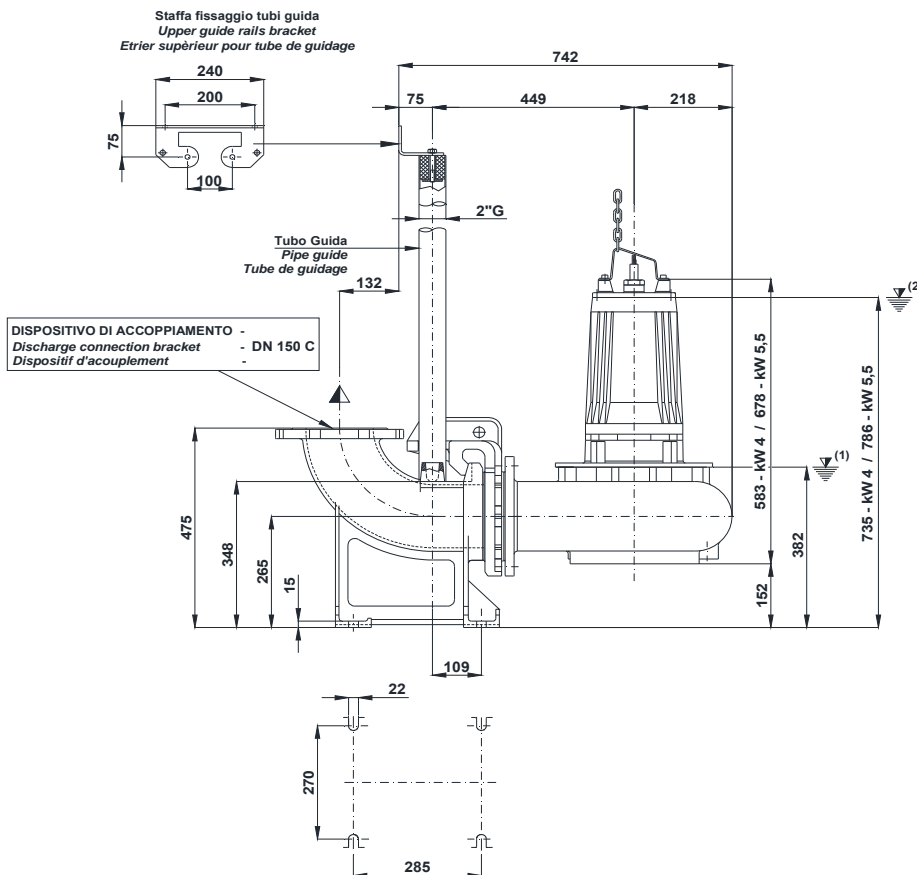 Staffa fissaggio tubi guida
Upper guide rails bracket
Etrier supèrieur pour tube de guidage
240
200
75
100
742
75
449
218
2"G
Tubo Guida
Pipe guide
Tube de guidage
132
DISPOSITIVO DI ACCOPPIAMENTO -
Discharge connection bracket - DN 150 C
Dispositif d'acouplement -
(2
(1)
583 - kW 4 / 678 - kW 5,5
735 - kW 4 / 786 - kW 5,5
475
348
265
15
152
382
109
22
270
285